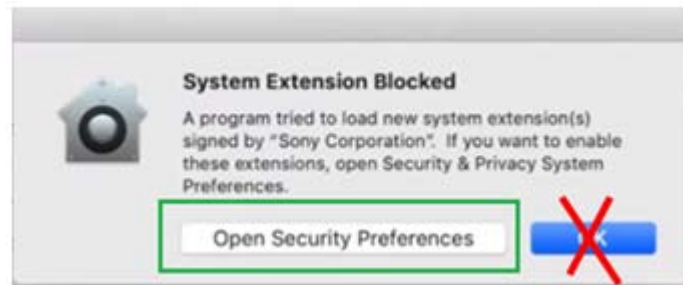 System Extension Blocked
A program tried to load new system extension(s)
signed by "Sony Corporation". If you want to enable
these extensions, open Security & Privacy System
Preferences.
Open Security Preferences